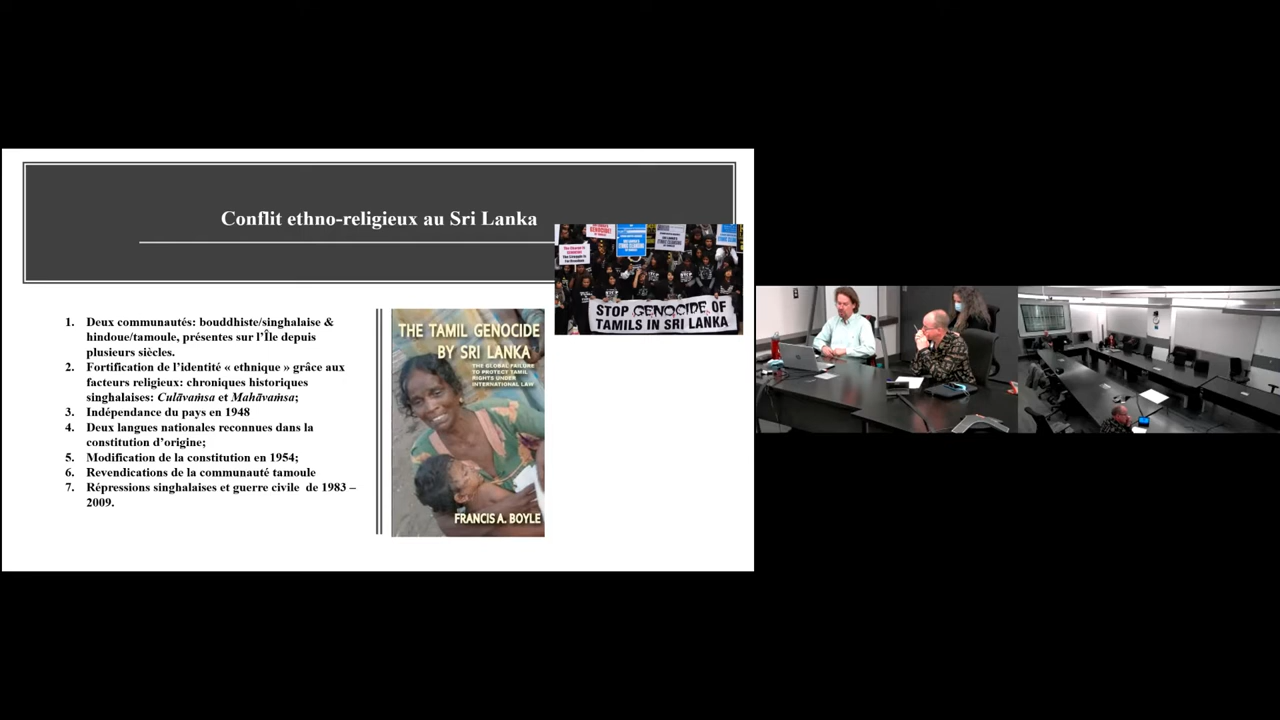 Conflit ethno-religieux au Sri Lanka
1. Deux communautés: bouddhiste/singhalaise &
hindoue/tamoule, présentes sur l'Île depuis
plusieurs siècles.
2. Fortification de l'identité « ethnique » grâce aux
facteurs religieux: chroniques historiques
singhalaises: Culāvaṁsa et Mahāvaṁsa;
3. Indépendance du pays en 1948
4. Deux langues nationales reconnues dans la
constitution d'origine;
5. Modification de la constitution en 1954;
6. Revendications de la communauté tamoule
7. Répressions singhalaises et guerre civile de 1983 –
2009.
THE TAMIL GENOCIDE
BY SRI LANKA
THE GLOBAL FAILURE
TO PROTECT TAMIL
RIGHTS UNDER
INTERNATIONAL LAW
FRANCIS A. BOYLE
STOP GENOCIDE OF
TAMILS IN SRI LANKA